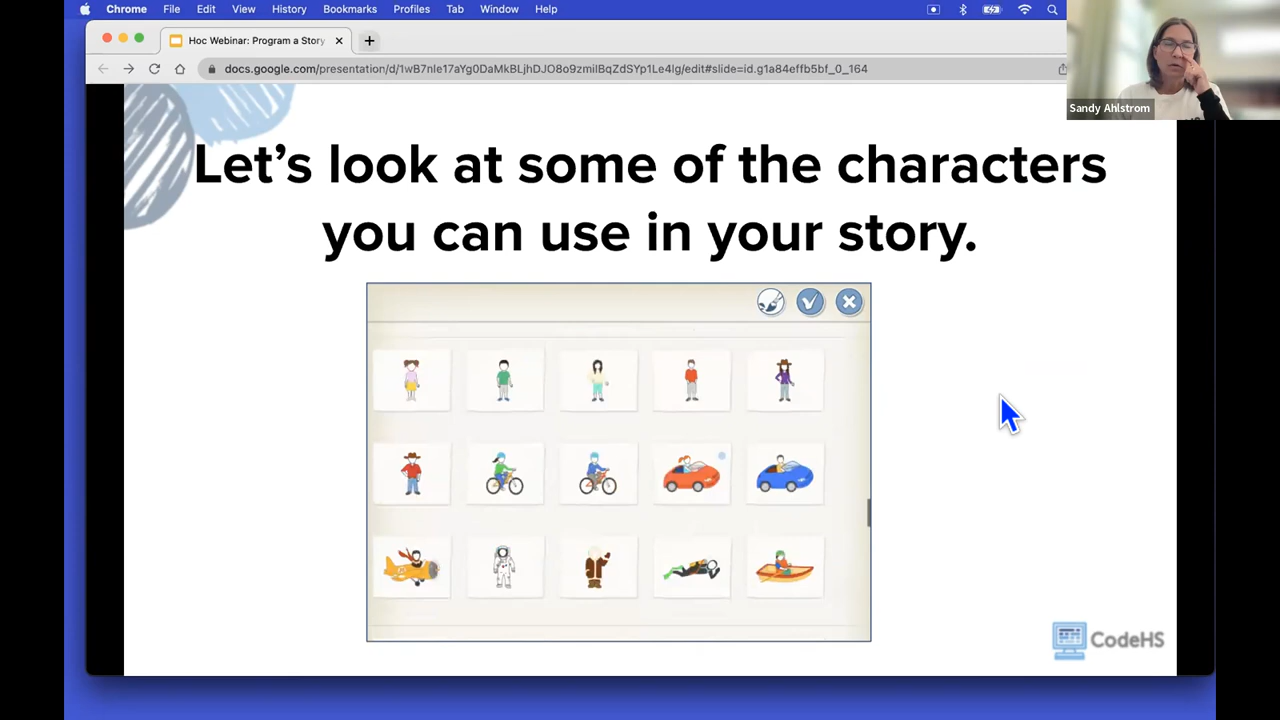 Chrome File Edit View History Bookmarks Profiles Tab Window Help
Hoc Webinar: Program a Story
docs.google.com/presentation/d/1wB7nIe17aYg0DaMkBLjhDJO8o9zmiIBqZdSYp1Le4lg/edit#slide=id.g1a84effb5bf_0_164
Sandy Ahlstrom
Let's look at some of the characters
you can use in your story.
CodeHS